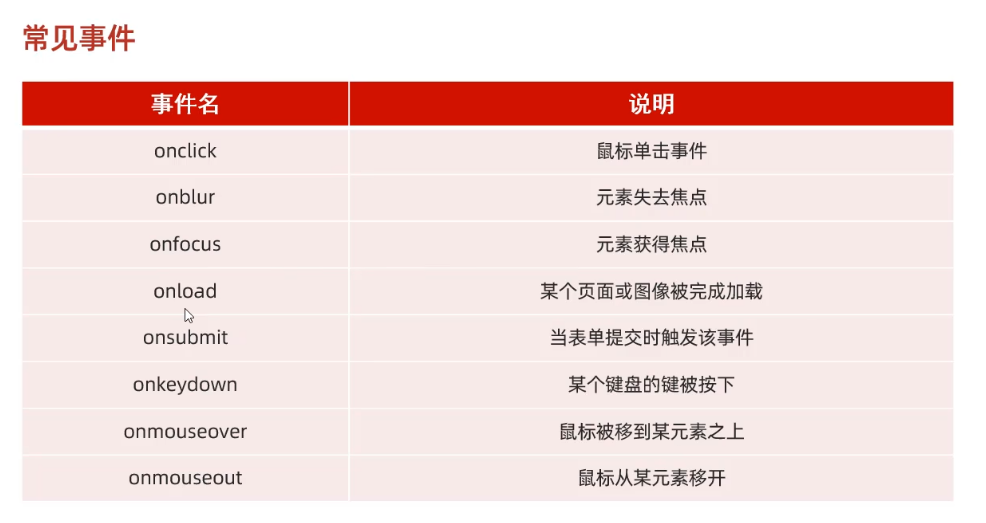 常见事件
事件名 说明
onclick 鼠标单击事件
onblur 元素失去焦点
onfocus 元素获得焦点
onload 某个页面或图像被完成加载
onsubmit 当表单提交时触发该事件
onkeydown 某个键盘的键被按下
onmouseover 鼠标被移到某元素之上
onmouseout 鼠标从某元素移开